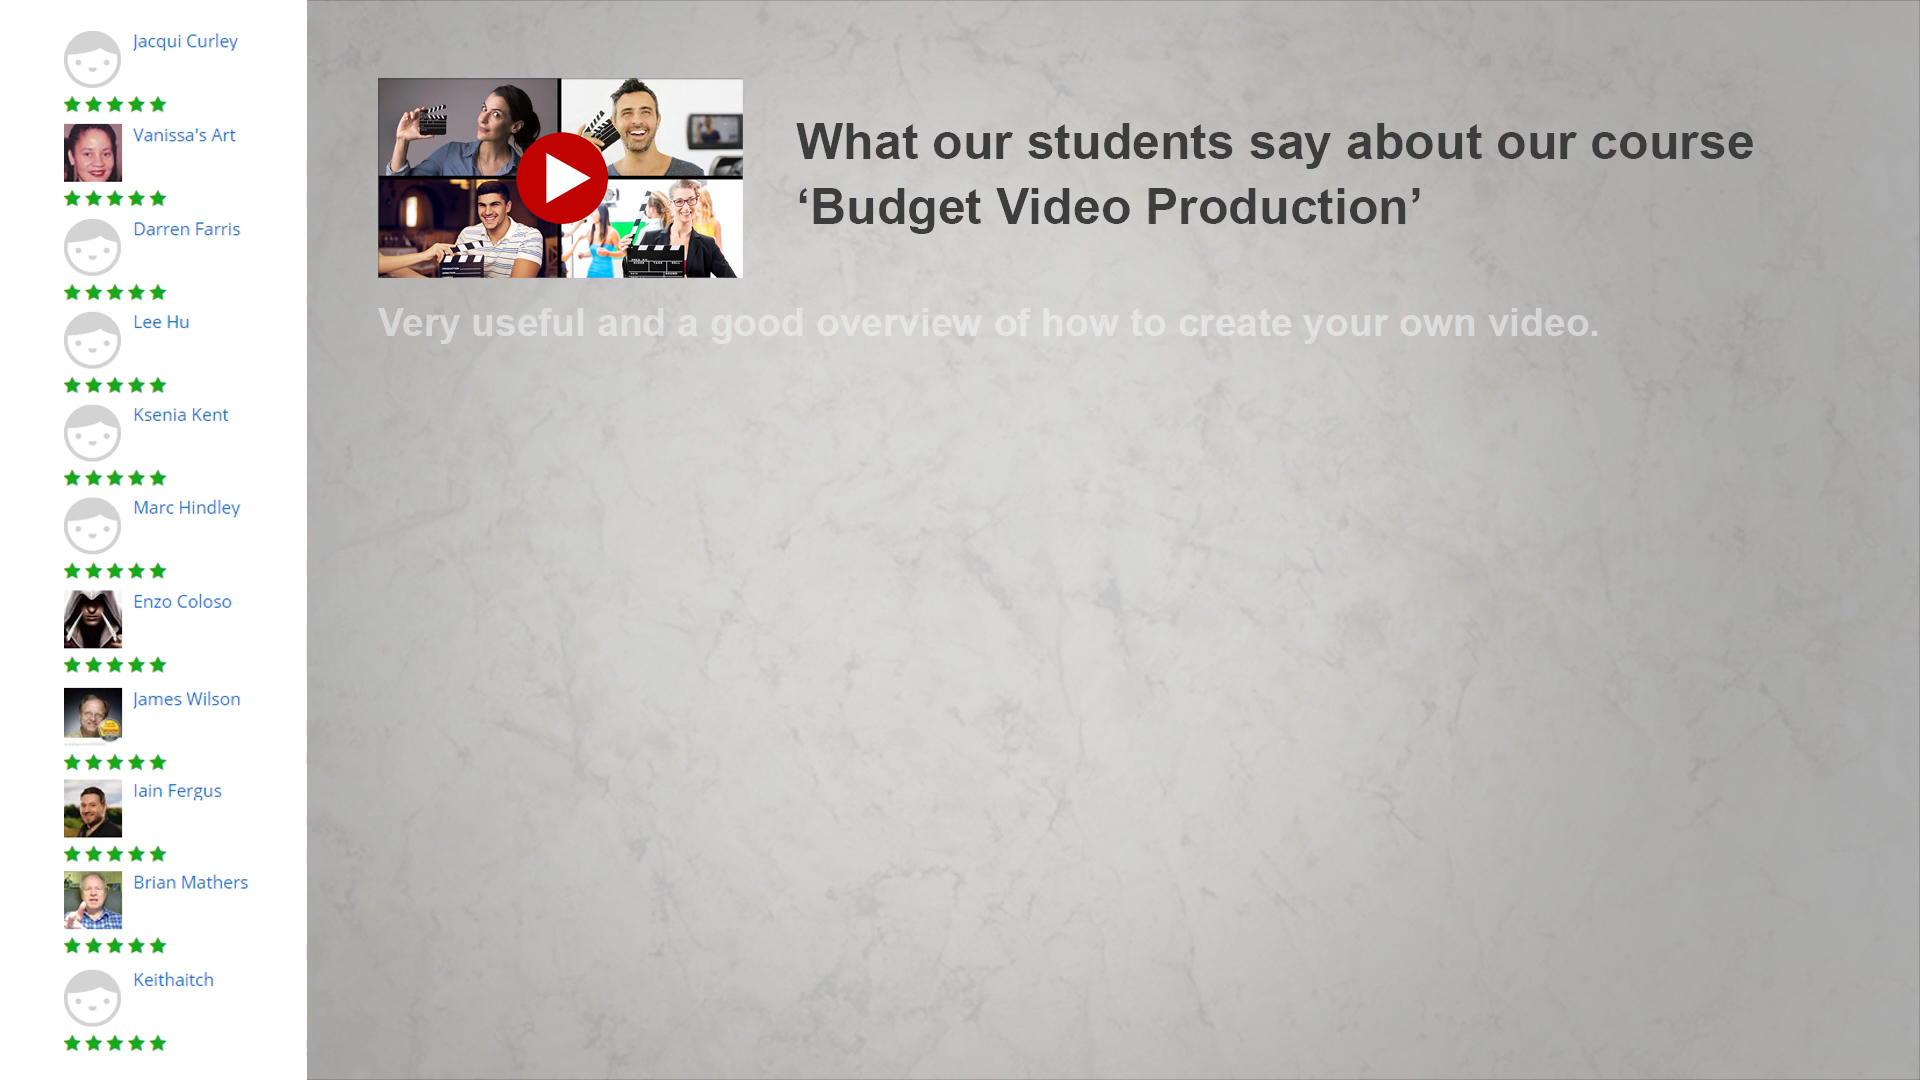 Jacqui Curley
Vanissa's Art
Darren Farris
Lee Hu
Ksenia Kent
Marc Hindley
Enzo Coloso
James Wilson
Iain Fergus
Brian Mathers
Keithaitch
What our students say about our course
‘Budget Video Production’
Very useful and a good overview of how to create your own video.